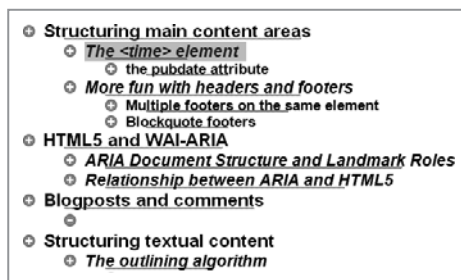 Structuring main content areas
The <time> element
the pubdate attribute
More fun with headers and footers
Multiple footers on the same element
Blockquote footers
HTML5 and WAI-ARIA
ARIA Document Structure and Landmark Roles
Relationship between ARIA and HTML5
Blogposts and comments
Structuring textual content
The outlining algorithm